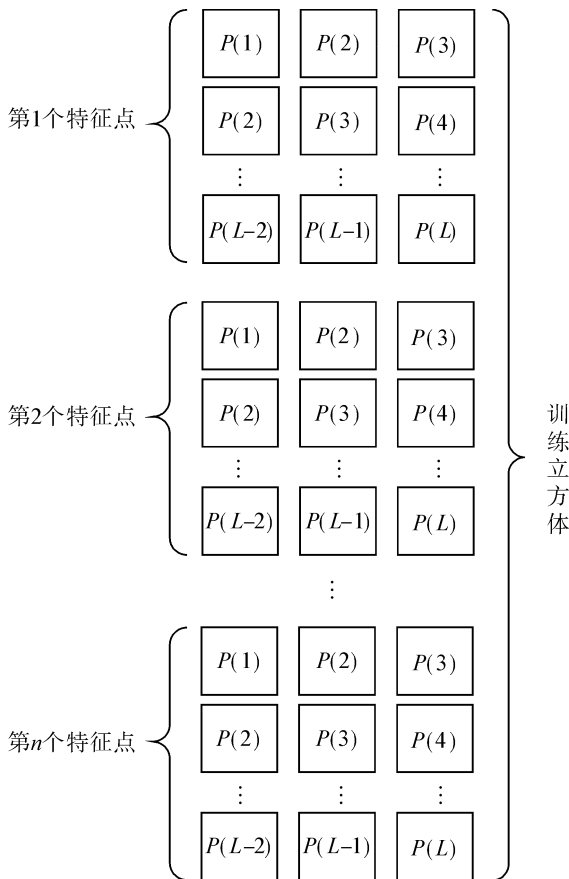 P(1) P(2) P(3)
第1个特征点
P(2) P(3) P(4)
⋮ ⋮ ⋮
P(L-2) P(L-1) P(L)
P(1) P(2) P(3)
第2个特征点
P(2) P(3) P(4)
⋮ ⋮ ⋮
P(L-2) P(L-1) P(L)
⋮
P(1) P(2) P(3)
第n个特征点
P(2) P(3) P(4)
⋮ ⋮ ⋮
P(L-2) P(L-1) P(L)
训练立方体